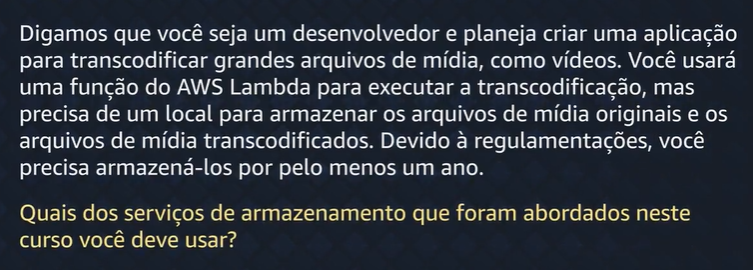 Digamos que você seja um desenvolvedor e planeja criar uma aplicação
para transcodificar grandes arquivos de mídia, como vídeos. Você usará
uma função do AWS Lambda para executar a transcodificação, mas
precisa de um local para armazenar os arquivos de mídia originais e os
arquivos de mídia transcodificados. Devido à regulamentações, você
precisa armazená-los por pelo menos um ano.
Quais dos serviços de armazenamento que foram abordados neste
curso você deve usar?